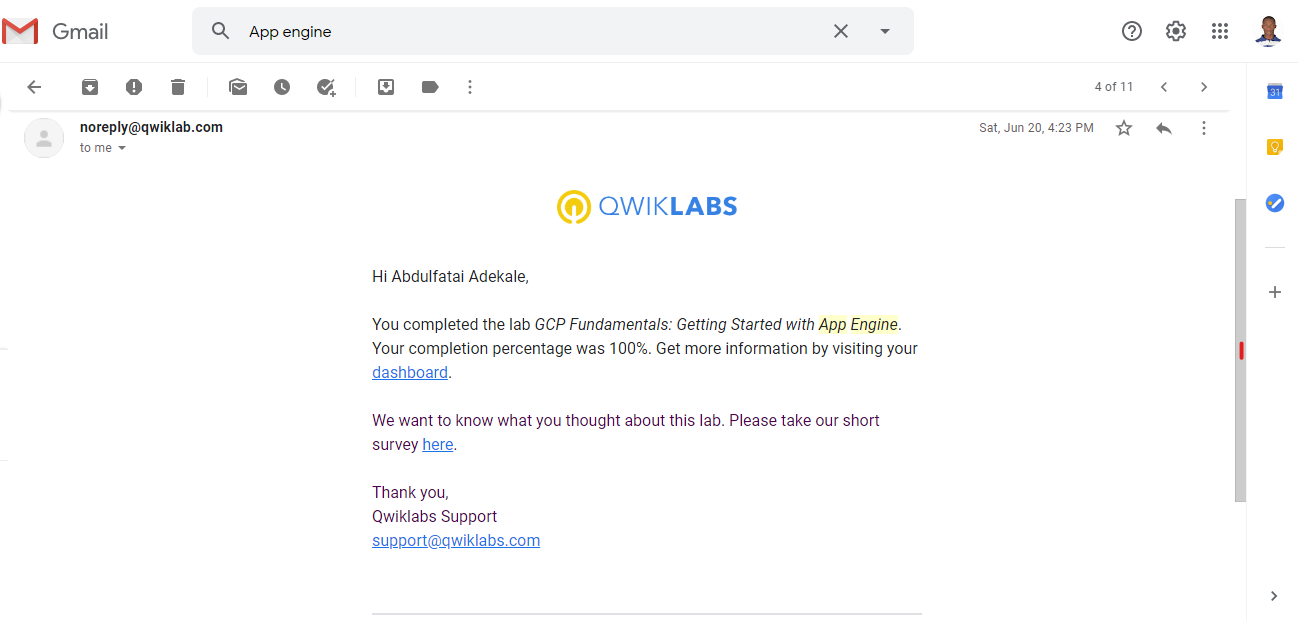 Gmail
App engine
4 of 11
noreply@qwiklab.com
Sat, Jun 20, 4:23 PM
to me
31
QWIKLABS
Hi Abdulfatai Adekale,
You completed the lab GCP Fundamentals: Getting Started with App Engine.
Your completion percentage was 100%. Get more information by visiting your
dashboard.
We want to know what you thought about this lab. Please take our short
survey here.
Thank you,
Qwiklabs Support
support@qwiklabs.com